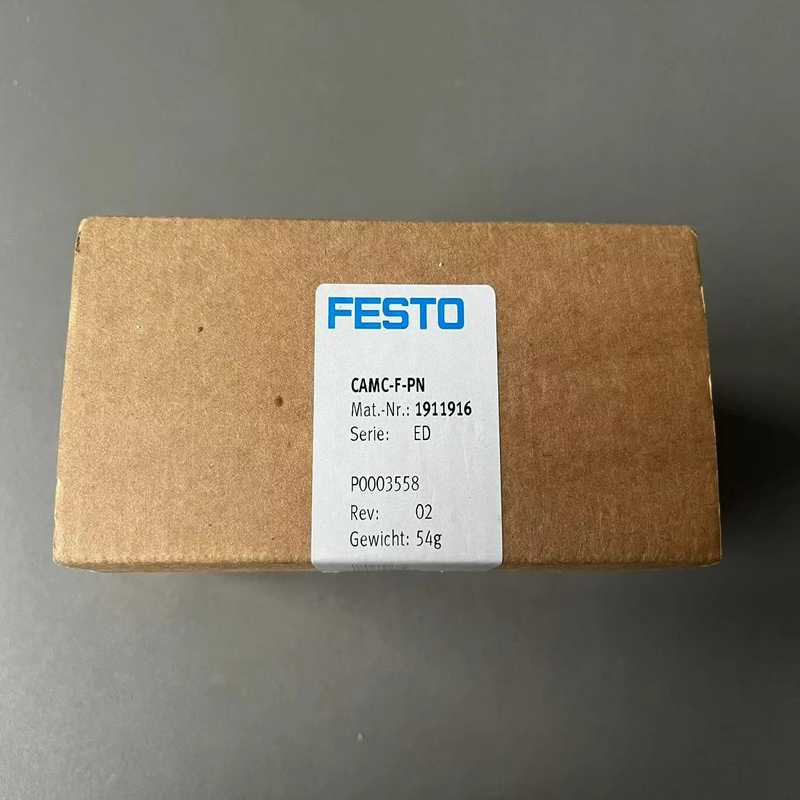 FESTO
CAMC-F-PN
Mat.-Nr.: 1911916
Serie: ED
P0003558
Rev: 02
Gewicht: 54g